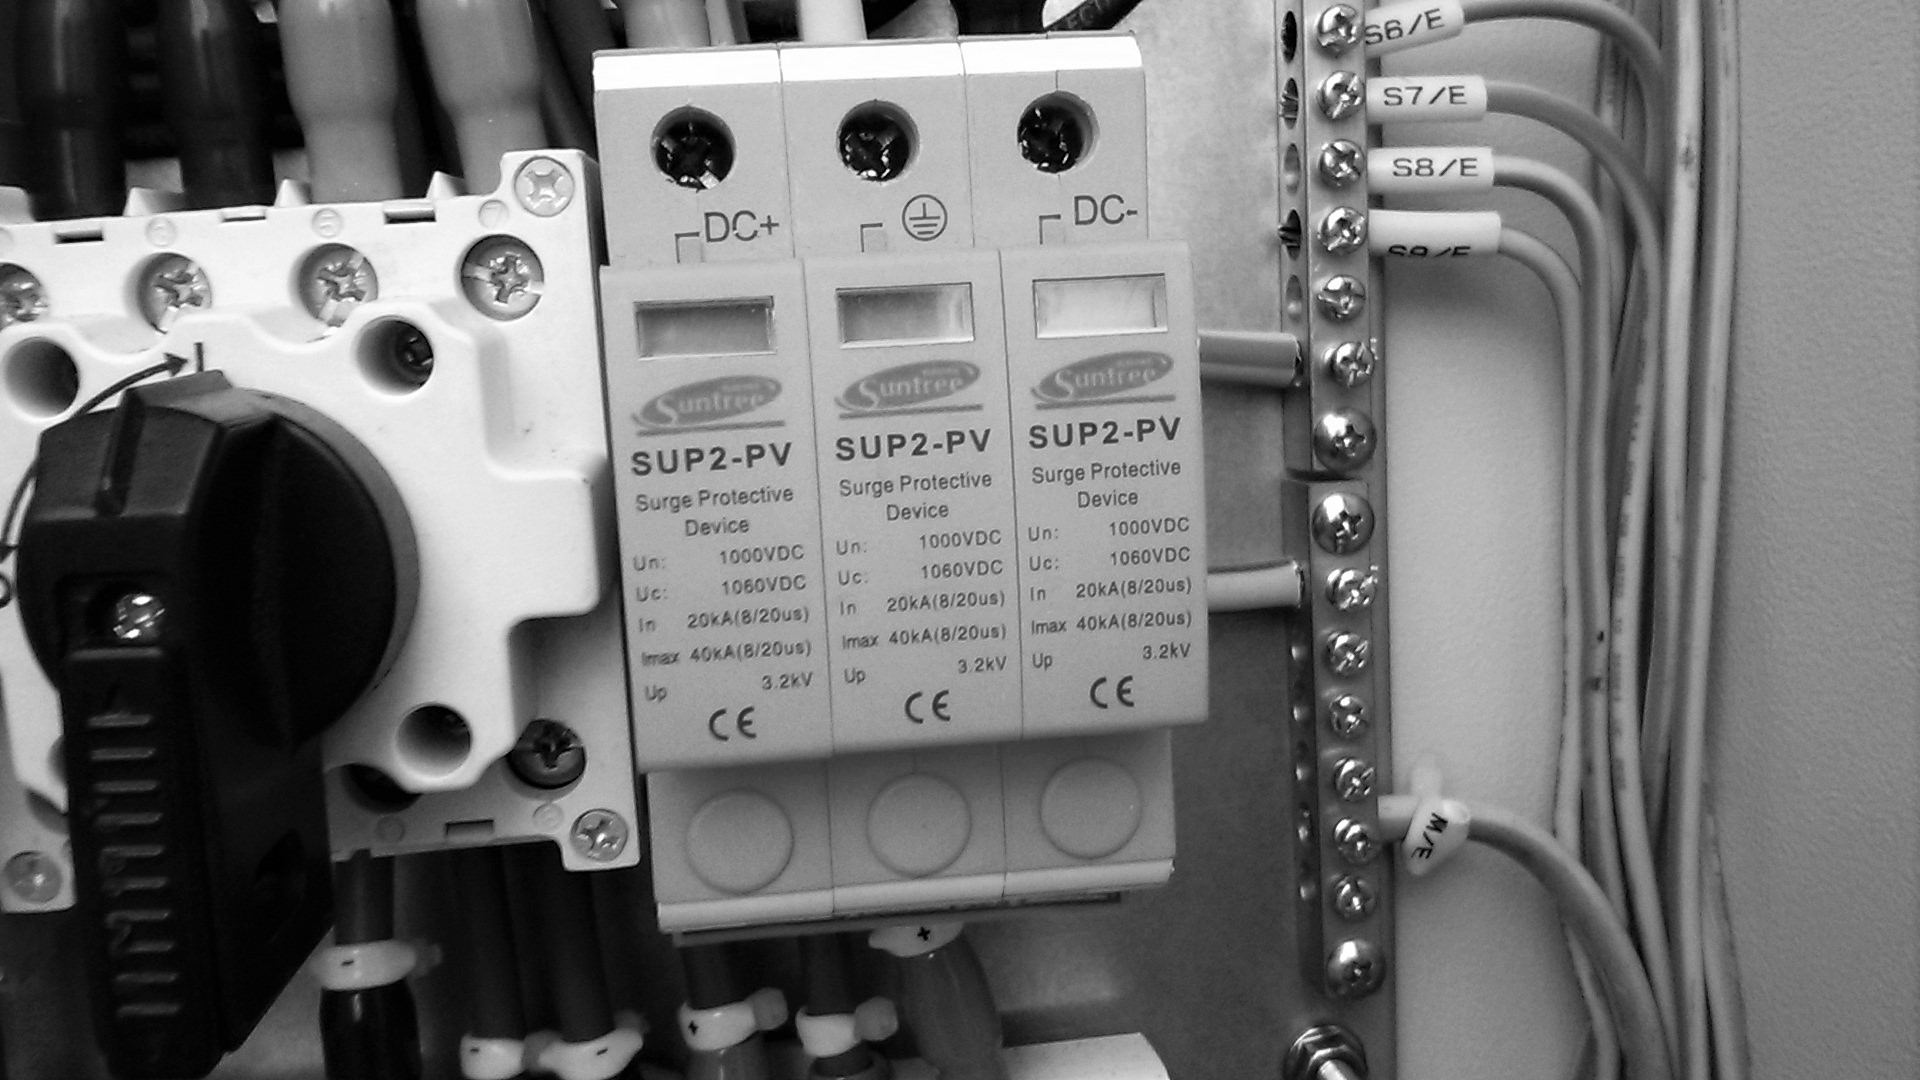 S6/E
S7/E
S8/E
S9/E
DC+
DC-
Suntree
SUP2-PV
Surge Protective
Device
Un: 1000VDC
Uc: 1060VDC
In 20kA(8/20us)
Imax 40kA(8/20us)
Up 3.2kV
CE
Suntree
SUP2-PV
Surge Protective
Device
Un: 1000VDC
Uc: 1060VDC
In 20kA(8/20us)
Imax 40kA(8/20us)
Up 3.2kV
CE
Suntree
SUP2-PV
Surge Protective
Device
Un: 1000VDC
Uc: 1060VDC
In 20kA(8/20us)
Imax 40kA(8/20us)
Up 3.2kV
CE
I
M/E
+
-
+
-
-